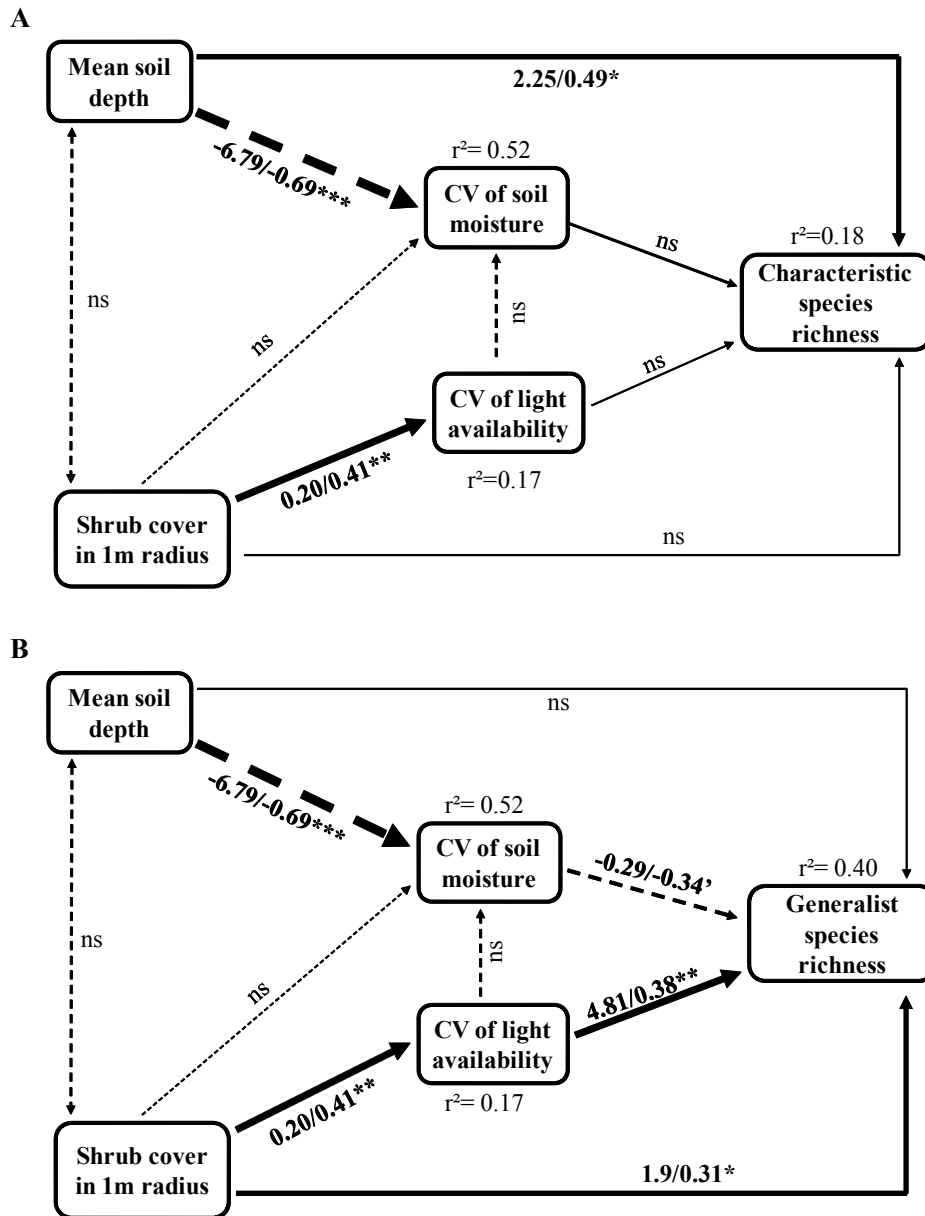 A
Mean soil
depth
2.25/0.49*
-6.79/-0.69***
r²= 0.52
CV of soil
moisture
ns
r²=0.18
Characteristic
species
richness
ns
ns
ns
ns
CV of light
availability
0.20/0.41**
r²=0.17
Shrub cover
in 1m radius
ns
B
Mean soil
depth
ns
-6.79/-0.69***
r²= 0.52
CV of soil
moisture
-0.29/-0.34’
r²= 0.40
Generalist
species
richness
ns
ns
ns
4.81/0.38**
CV of light
availability
0.20/0.41**
r²= 0.17
Shrub cover
in 1m radius
1.9/0.31*